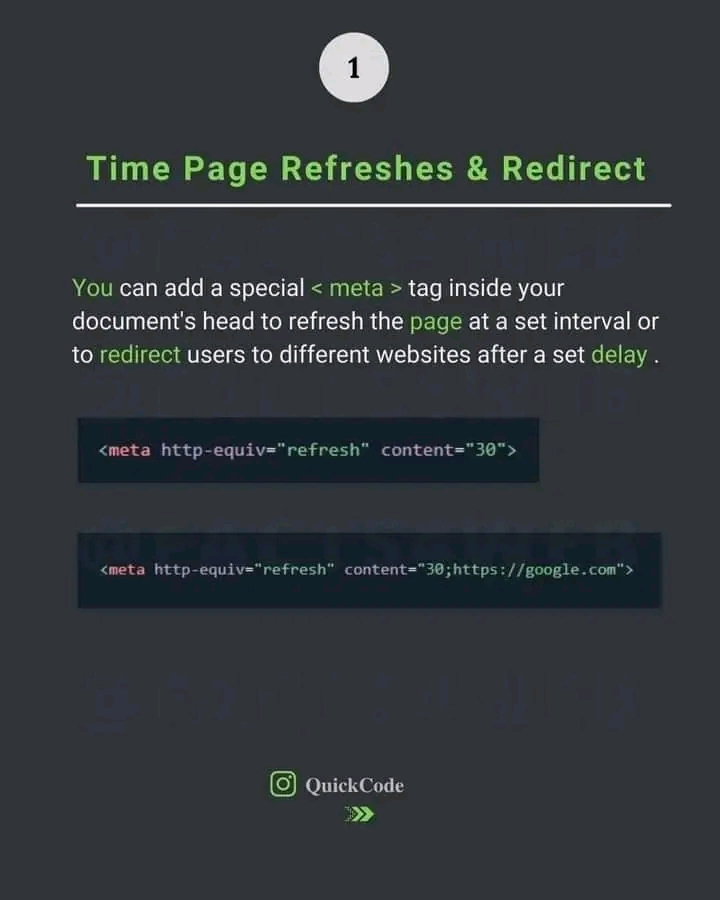 1
Time Page Refreshes & Redirect
You can add a special < meta > tag inside your
document's head to refresh the page at a set interval or
to redirect users to different websites after a set delay .
<meta http-equiv="refresh" content="30">
<meta http-equiv="refresh" content="30;https://google.com">
QuickCode